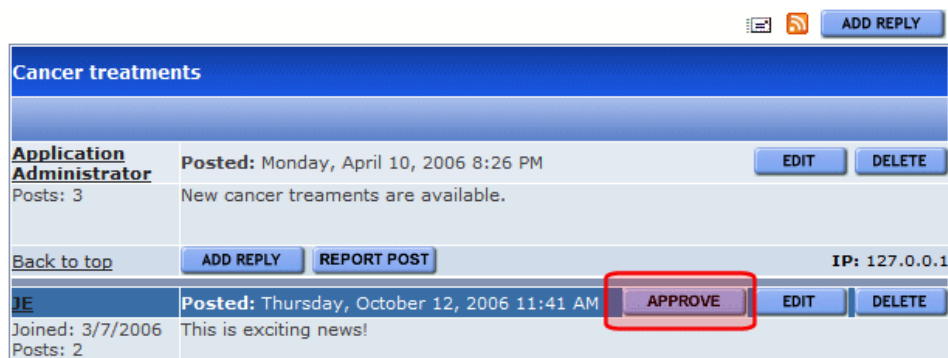 ADD REPLY
Cancer treatments
Application Administrator Posted: Monday, April 10, 2006 8:26 PM EDIT DELETE
Posts: 3 New cancer treaments are available.
Back to top ADD REPLY REPORT POST IP: 127.0.0.1
JE Posted: Thursday, October 12, 2006 11:41 AM APPROVE EDIT DELETE
Joined: 3/7/2006 This is exciting news!
Posts: 2